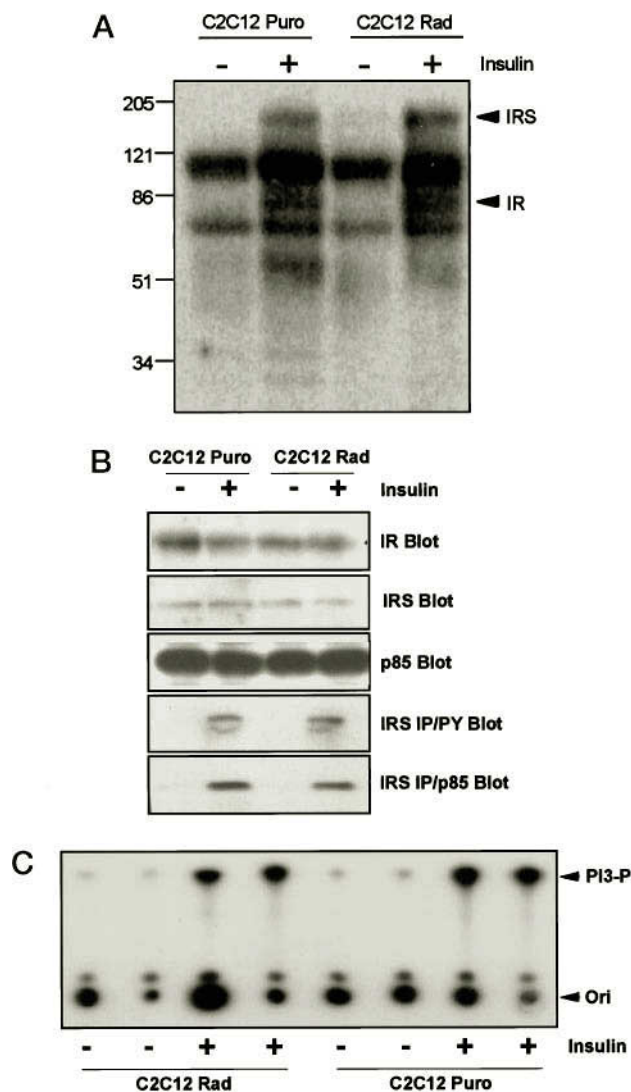 A
C2C12 Puro C2C12 Rad
- + - + Insulin
205
121
86
51
34
IRS
IR
B
C2C12 Puro C2C12 Rad
- + - + Insulin
IR Blot
IRS Blot
p85 Blot
IRS IP/PY Blot
IRS IP/p85 Blot
C
PI3-P
Ori
- - + + - - + + Insulin
C2C12 Rad C2C12 Puro